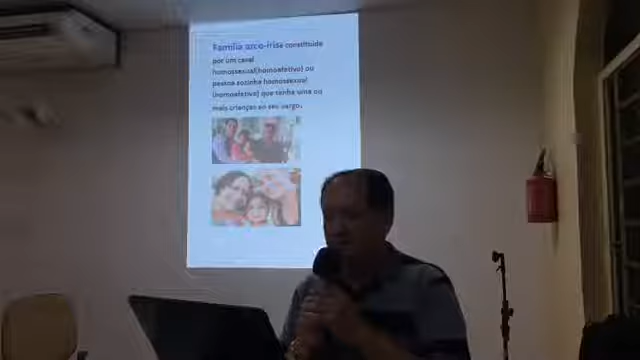 Família arco-íris: constituída
por um casal
homossexual(homoafetivo) ou
pessoa sozinha homossexual
(homoafetiva) que tenha uma ou
mais crianças ao seu cargo.